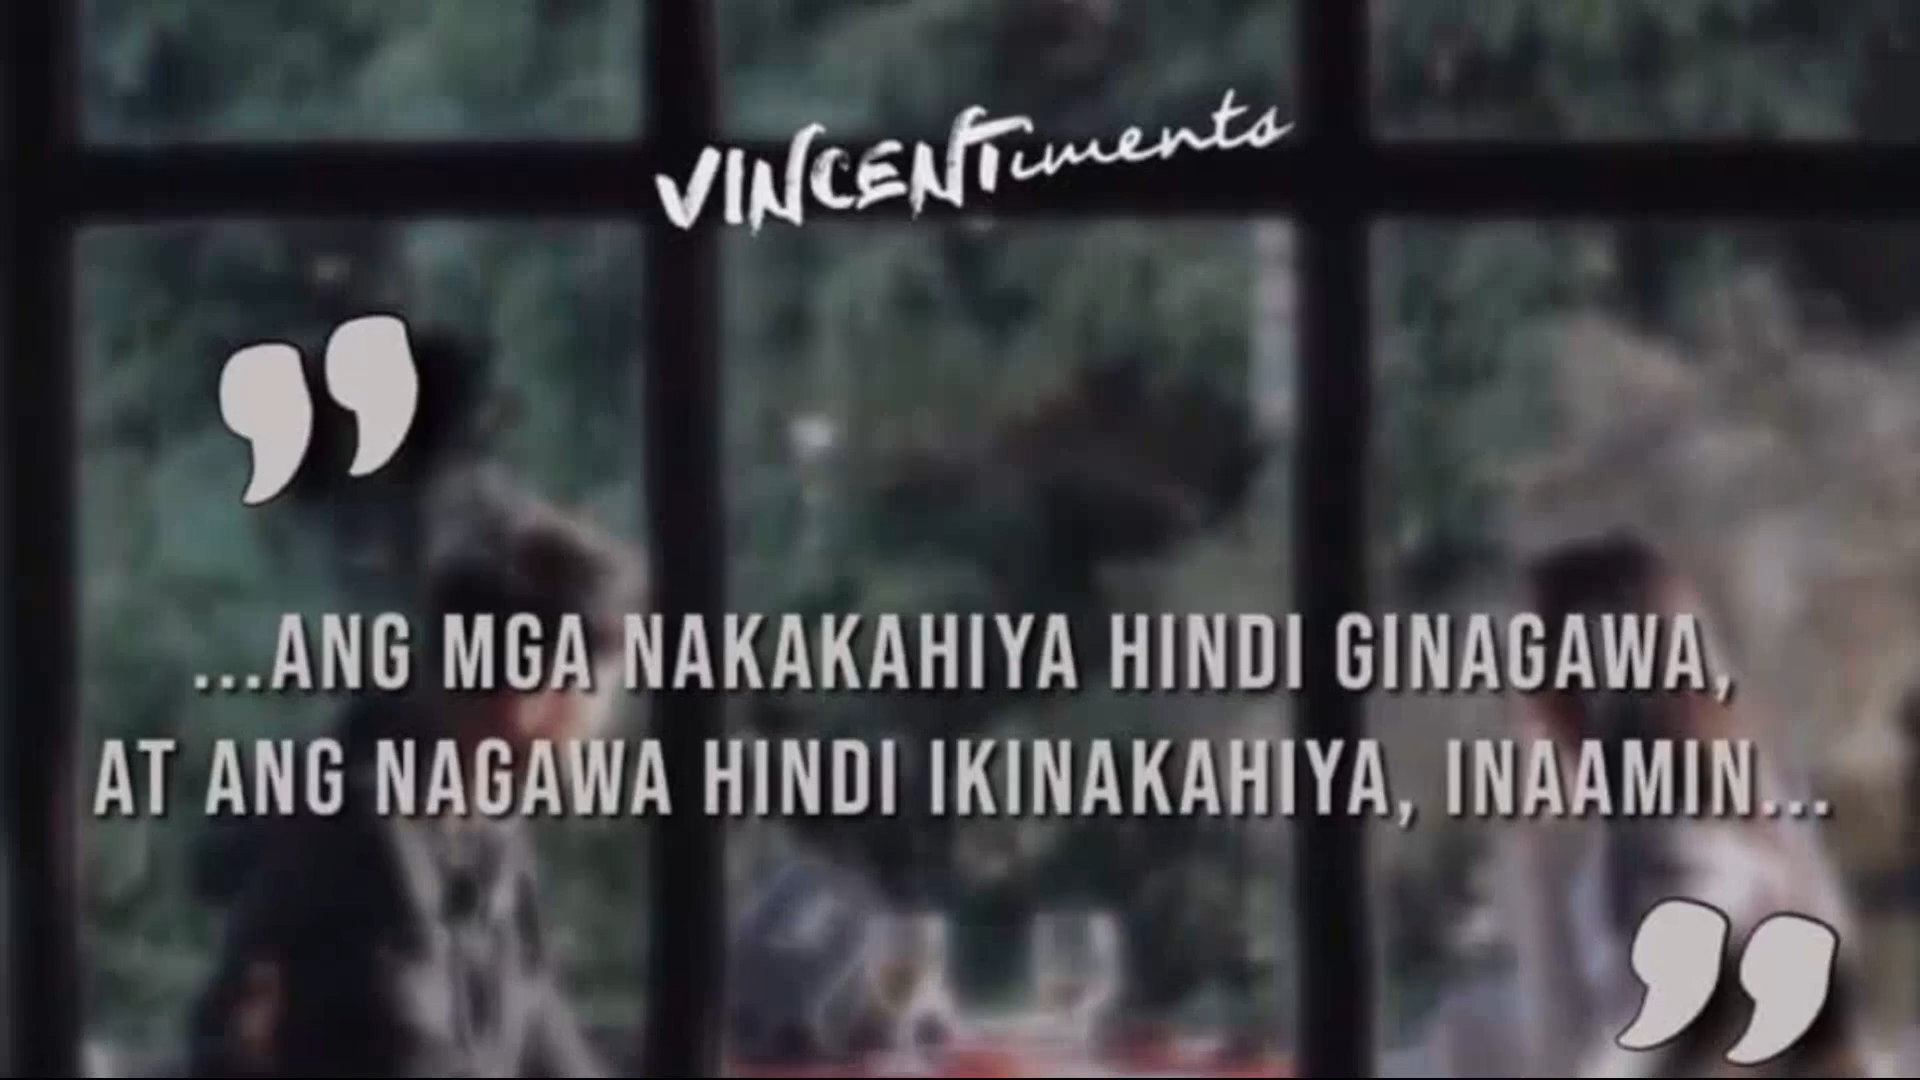 VINCENTiments
...ANG MGA NAKAKAHIYA HINDI GINAGAWA,
AT ANG NAGAWA HINDI IKINAKAHIYA, INAAMIN...